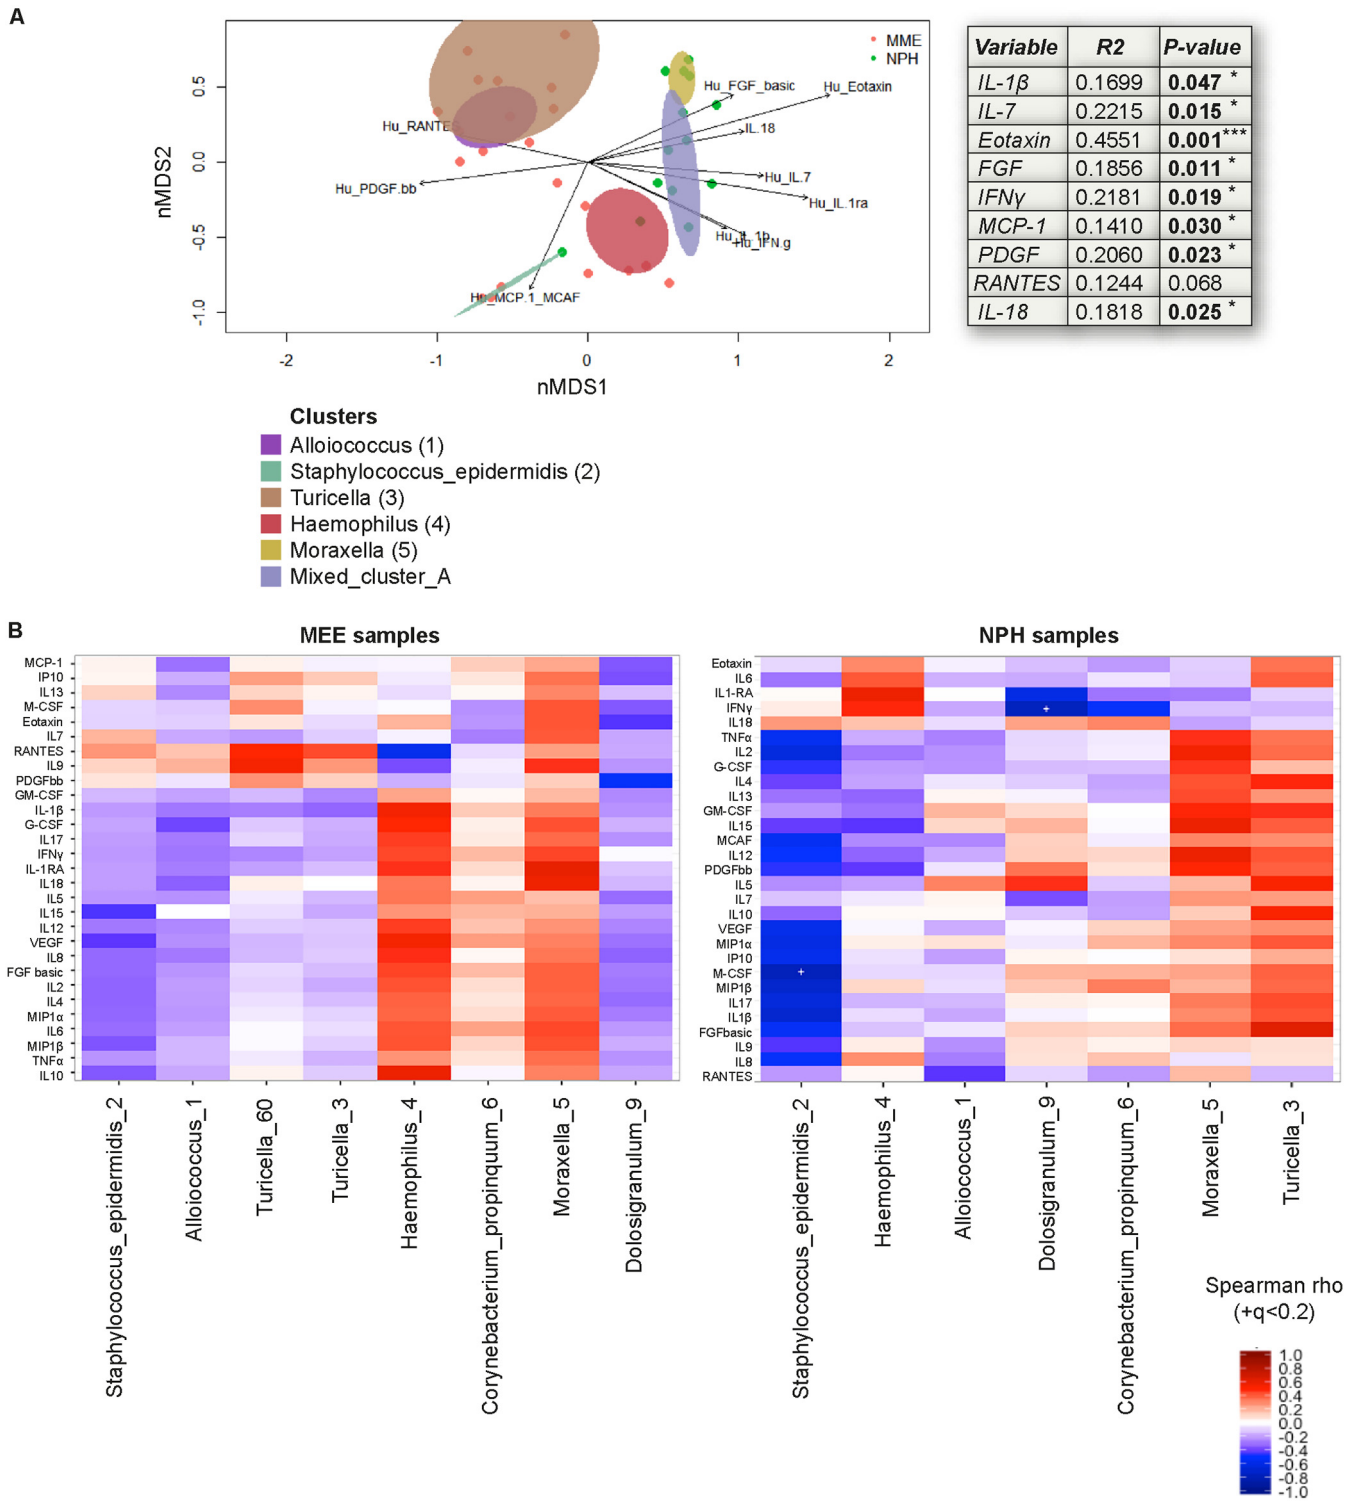 A
MME
NPH
Hu_FGF_basic
Hu_Eotaxin
Hu_RANTES
IL.18
Hu_IL.7
Hu_PDGF.bb
Hu_IL.1ra
Hu_IL.1b
Hu_IFN.g
Hu_MCP.1_MCAF
nMDS2
0.5
0.0
-0.5
-1.0
-2
-1
0
1
2
nMDS1
Variable R2 P-value
IL-1β 0.1699 0.047 *
IL-7 0.2215 0.015 *
Eotaxin 0.4551 0.001***
FGF 0.1856 0.011 *
IFNγ 0.2181 0.019 *
MCP-1 0.1410 0.030 *
PDGF 0.2060 0.023 *
RANTES 0.1244 0.068
IL-18 0.1818 0.025 *
Clusters
Alloiococcus (1)
Staphylococcus_epidermidis (2)
Turicella (3)
Haemophilus (4)
Moraxella (5)
Mixed_cluster_A
B
MEE samples
MCP-1
IP10
IL13
M-CSF
Eotaxin
IL7
RANTES
IL9
PDGFbb
GM-CSF
IL-1β
G-CSF
IL17
IFNγ
IL-1RA
IL18
IL5
IL15
IL12
VEGF
IL8
FGF basic
IL2
IL4
MIP1α
IL6
MIP1β
TNFα
IL10
Staphylococcus_epidermidis_2
Alloiococcus_1
Turicella_60
Turicella_3
Haemophilus_4
Corynebacterium_propinquum_6
Moraxella_5
Dolosigranulum_9
NPH samples
Eotaxin
IL6
IL1-RA
IFNγ
IL18
TNFα
IL2
G-CSF
IL4
IL13
GM-CSF
IL15
MCAF
IL12
PDGFbb
IL5
IL7
IL10
VEGF
MIP1α
IP10
M-CSF
MIP1β
IL17
IL1β
FGFbasic
IL9
IL8
RANTES
+
+
Staphylococcus_epidermidis_2
Haemophilus_4
Alloiococcus_1
Dolosigranulum_9
Corynebacterium_propinquum_6
Moraxella_5
Turicella_3
Spearman rho
(+q<0.2)
1.0
0.8
0.6
0.4
0.2
0.0
-0.2
-0.4
-0.6
-0.8
-1.0